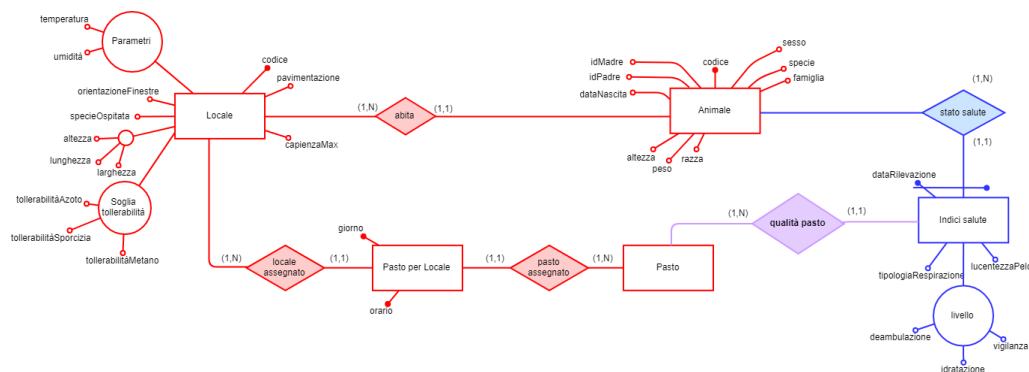 temperatura
Parametri
umidità
codice
pavimentazione
orientazioneFinestre
specieOspitata
Locale
altezza
lunghezza
larghezza
capienzaMax
(1,N)
abita
(1,1)
sesso
idMadre
codice
specie
idPadre
famiglia
dataNascita
Animale
altezza
peso
razza
(1,N)
stato salute
(1,1)
dataRilevazione
Indici salute
tipologiaRespirazione
lucentezzaPelo
livello
deambulazione
vigilanza
idratazione
tollerabilitàAzoto
Soglia
tollerabilità
tollerabilitàSporcizia
tollerabilitàMetano
(1,N)
locale
assegnato
(1,1)
giorno
Pasto per Locale
orario
(1,1)
pasto
assegnato
(1,N)
Pasto
(1,N)
qualità pasto
(1,1)